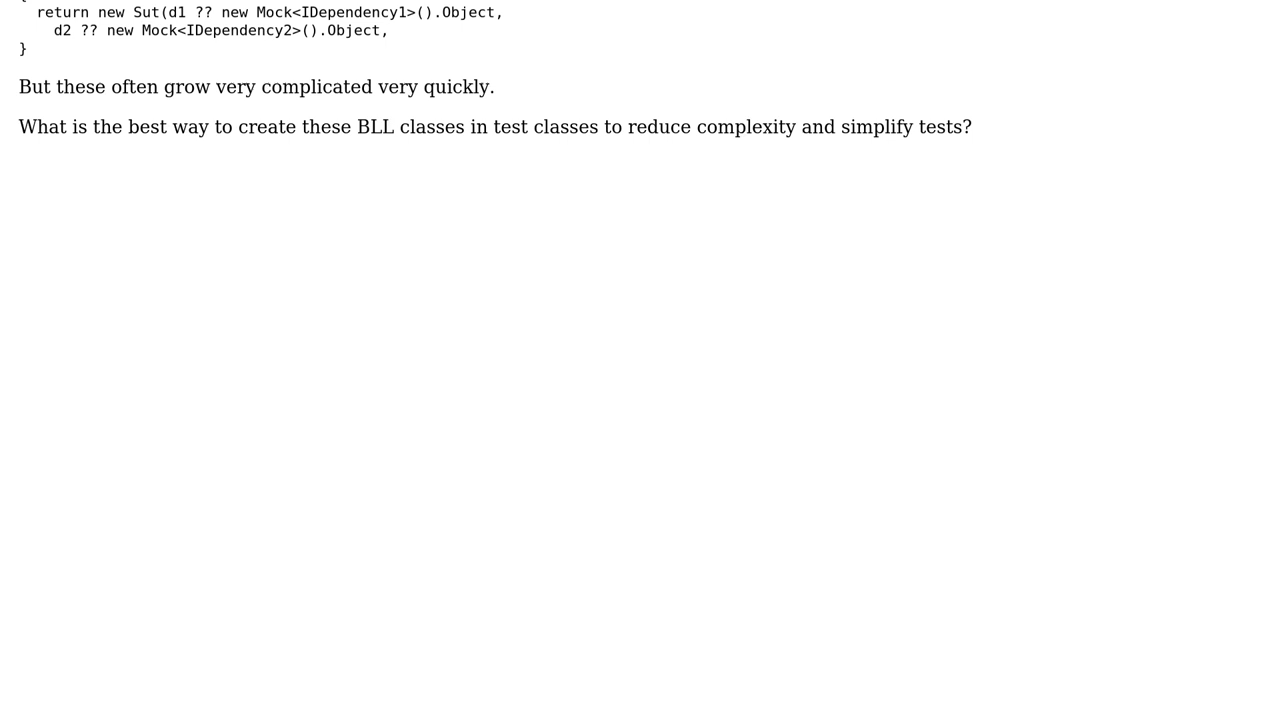 return new Sut(d1 ?? new Mock<IDependency1>().Object,
d2 ?? new Mock<IDependency2>().Object,
}
But these often grow very complicated very quickly.
What is the best way to create these BLL classes in test classes to reduce complexity and simplify tests?